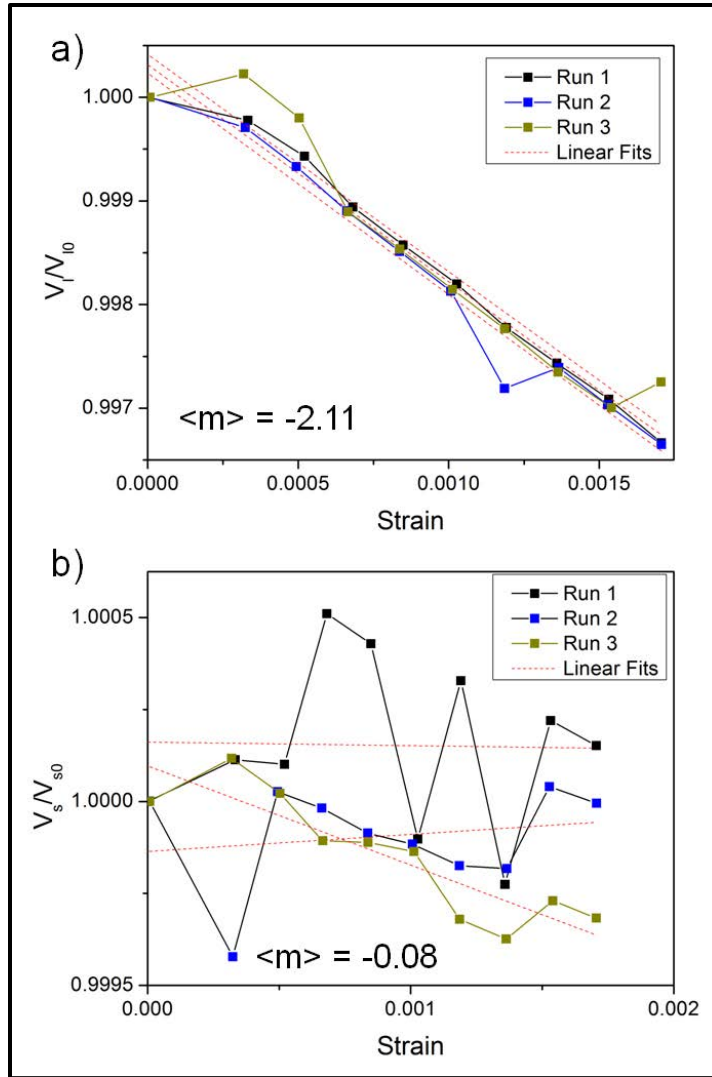 a)
1.000
0.999
0.998
0.997
V_l/V_l0
Run 1
Run 2
Run 3
Linear Fits
<m> = -2.11
0.0000
0.0005
0.0010
0.0015
Strain
b)
1.0005
1.0000
0.9995
V_s/V_s0
Run 1
Run 2
Run 3
Linear Fits
<m> = -0.08
0.000
0.001
0.002
Strain